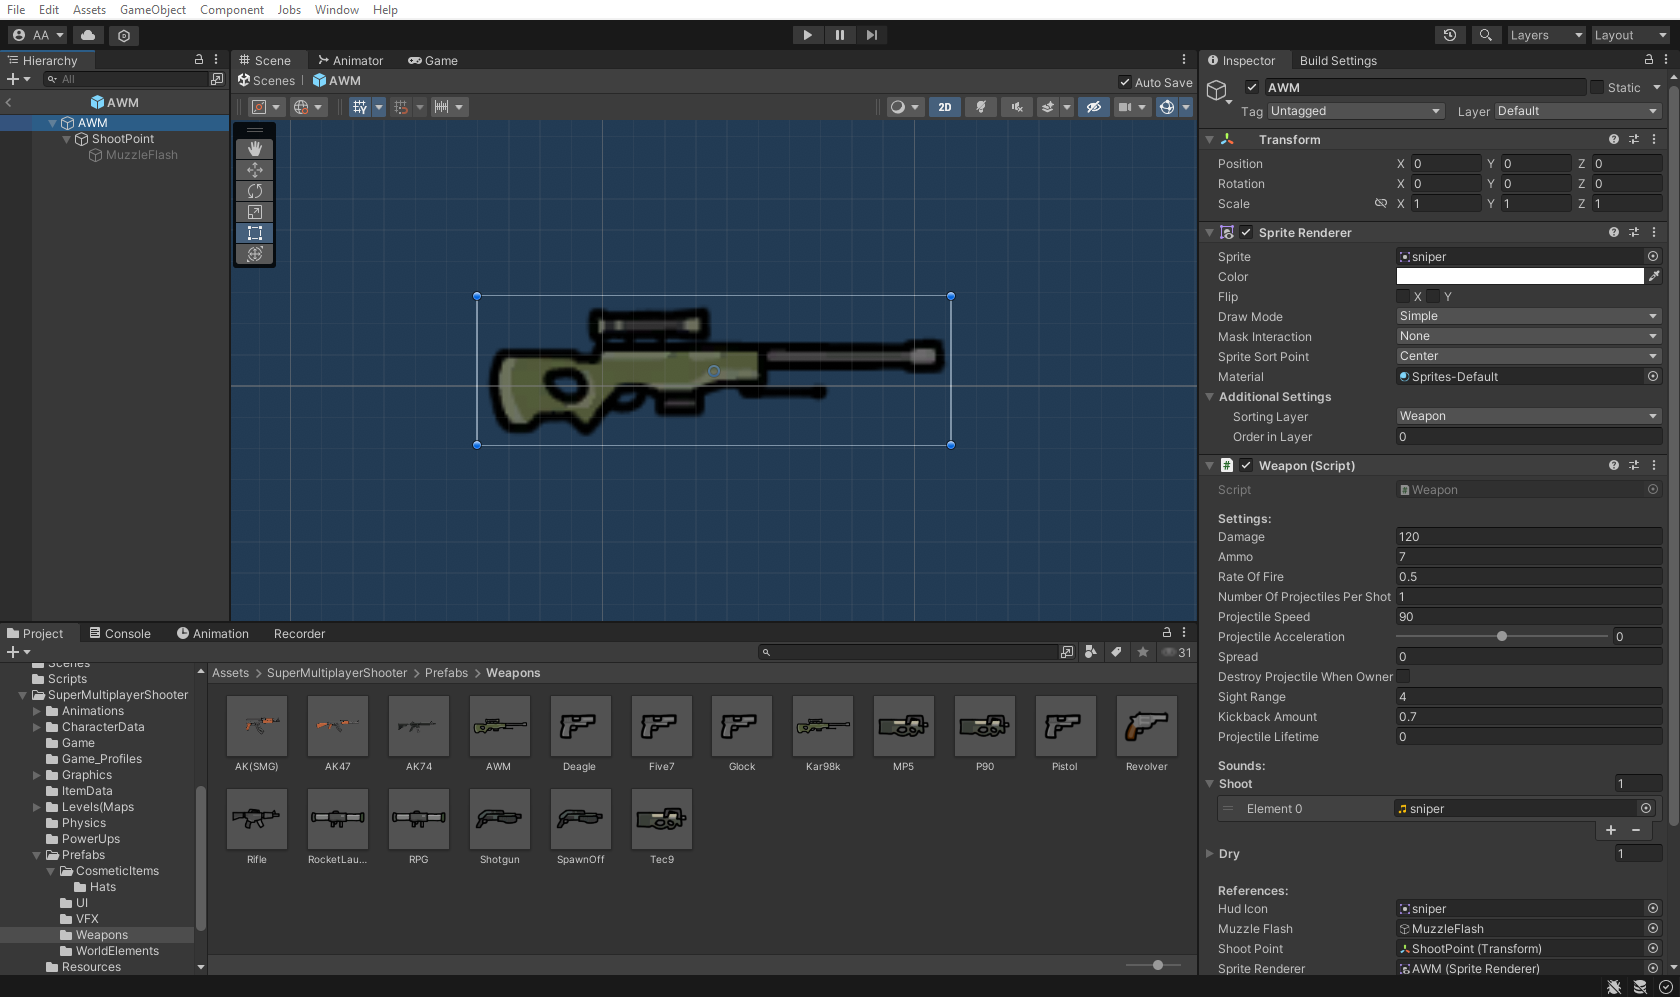 File Edit Assets GameObject Component Jobs Window Help
AA Layers Layout
Hierarchy
All
AWM
AWM
ShootPoint
MuzzleFlash
Scene Animator Game
Scenes AWM Auto Save
2D
Inspector Build Settings
AWM Static
Tag Untagged Layer Default
Transform
Position X 0 Y 0 Z 0
Rotation X 0 Y 0 Z 0
Scale X 1 Y 1 Z 1
Sprite Renderer
Sprite sniper
Color
Flip X Y
Draw Mode Simple
Mask Interaction None
Sprite Sort Point Center
Material Sprites-Default
Additional Settings
Sorting Layer Weapon
Order in Layer 0
Weapon (Script)
Script Weapon
Settings:
Damage 120
Ammo 7
Rate Of Fire 0.5
Number Of Projectiles Per Shot 1
Projectile Speed 90
Projectile Acceleration 0
Spread 0
Destroy Projectile When Owner
Sight Range 4
Kickback Amount 0.7
Projectile Lifetime 0
Sounds:
Shoot 1
Element 0 sniper
Dry 1
References:
Hud Icon sniper
Muzzle Flash MuzzleFlash
Shoot Point ShootPoint (Transform)
Sprite Renderer AWM (Sprite Renderer)
Project Console Animation Recorder
31
Scenes
Scripts
SuperMultiplayerShooter
Animations
CharacterData
Game
Game_Profiles
Graphics
ItemData
Levels(Maps
Physics
PowerUps
Prefabs
CosmeticItems
Hats
UI
VFX
Weapons
WorldElements
Resources
Assets > SuperMultiplayerShooter > Prefabs > Weapons
AK(SMG) AK47 AK74 AWM Deagle Five7 Glock Kar98k MP5 P90 Pistol Revolver
Rifle RocketLau... RPG Shotgun SpawnOff Tec9